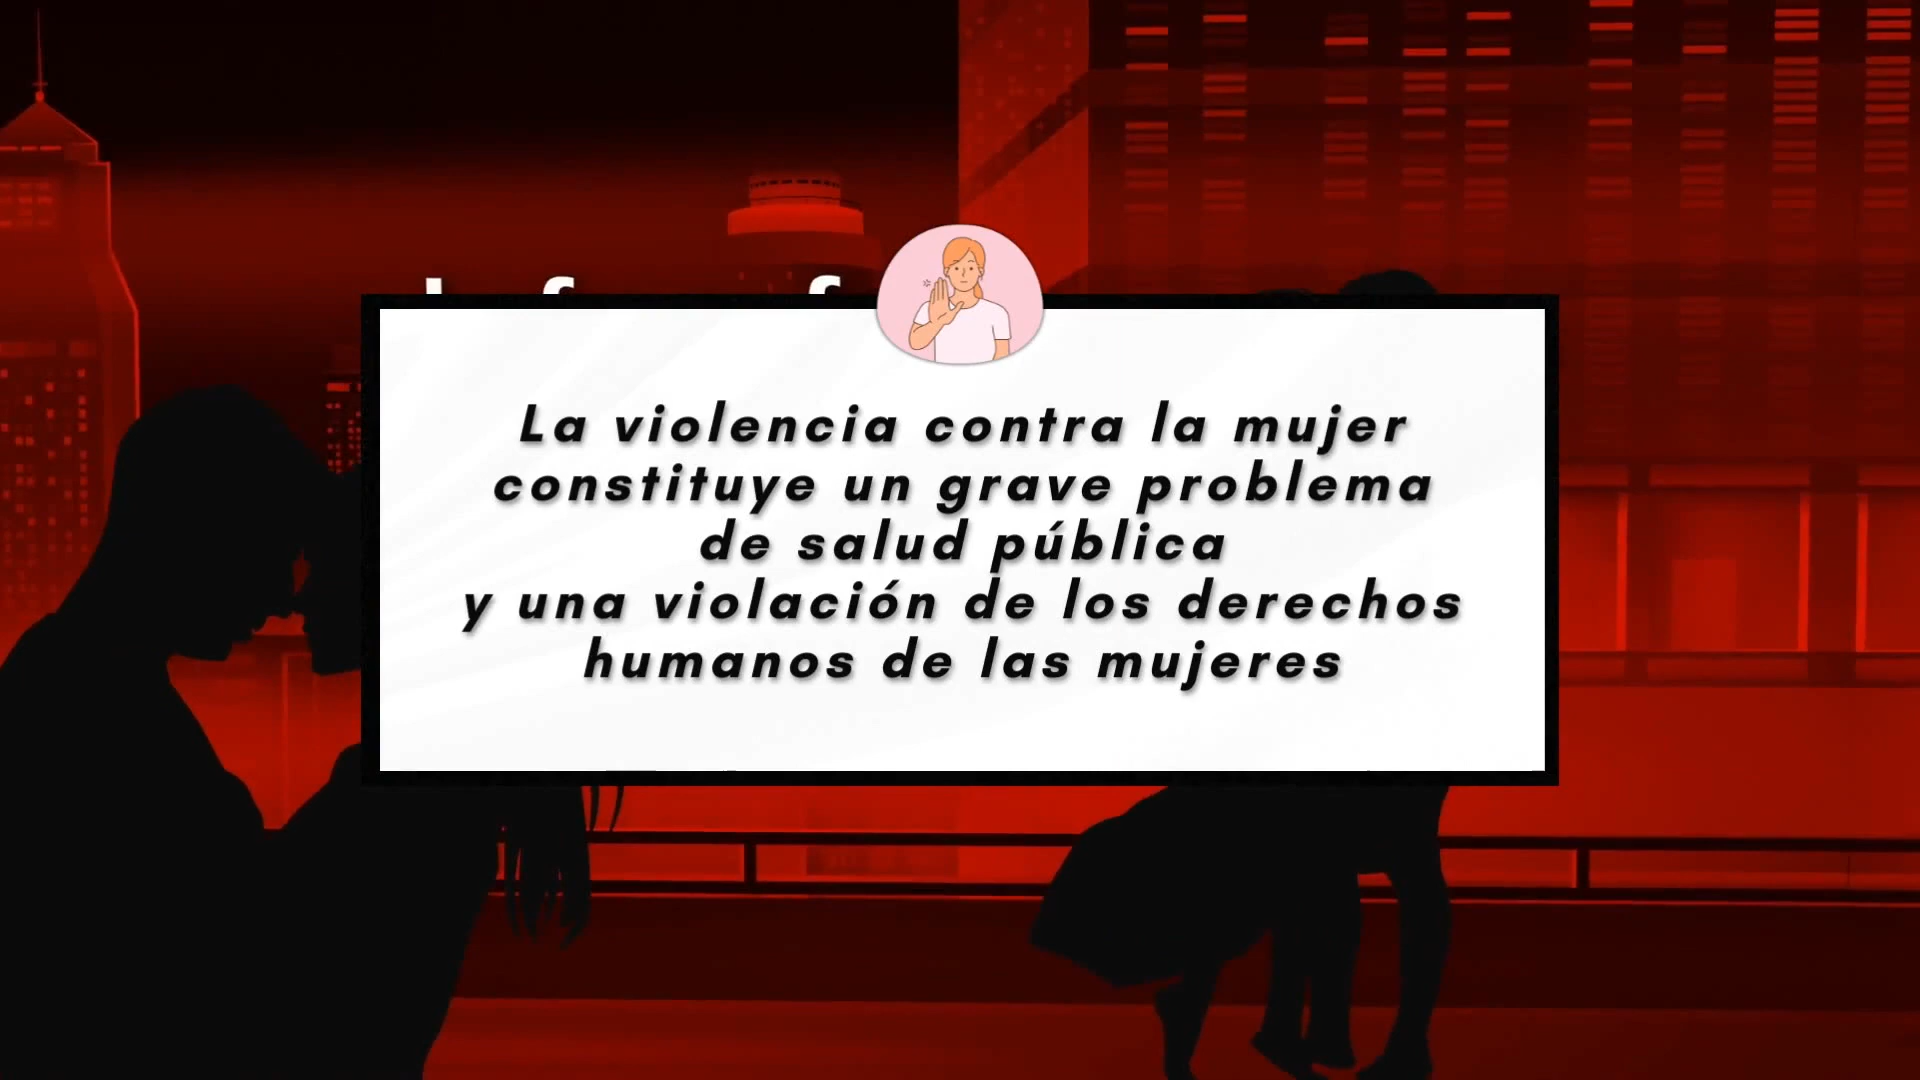 La violencia contra la mujer
constituye un grave problema
de salud pública
y una violación de los derechos
humanos de las mujeres